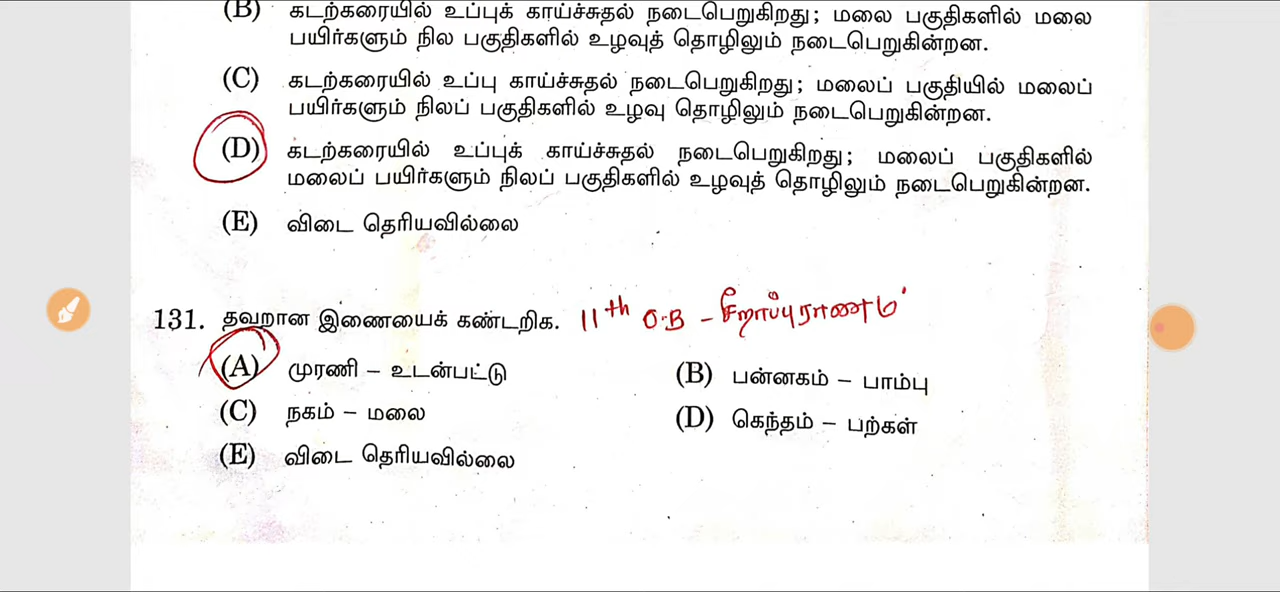 (B) கடற்கரையில் உப்புக் காய்ச்சுதல் நடைபெறுகிறது; மலை பகுதிகளில் மலை
பயிர்களும் நில பகுதிகளில் உழவுத் தொழிலும் நடைபெறுகின்றன.
(C) கடற்கரையில் உப்பு காய்ச்சுதல் நடைபெறுகிறது; மலைப் பகுதியில் மலைப்
பயிர்களும் நிலப் பகுதிகளில் உழவு தொழிலும் நடைபெறுகின்றன.
(D) கடற்கரையில் உப்புக் காய்ச்சுதல் நடைபெறுகிறது; மலைப் பகுதிகளில்
மலைப் பயிர்களும் நிலப் பகுதிகளில் உழவுத் தொழிலும் நடைபெறுகின்றன.
(E) விடை தெரியவில்லை
131. தவறான இணையைக் கண்டறிக. 11th O.B - சீறாப்புராணம்
(A) முரணி – உடன்பட்டு (B) பன்னகம் – பாம்பு
(C) நகம் – மலை (D) கெந்தம் – பற்கள்
(E) விடை தெரியவில்லை